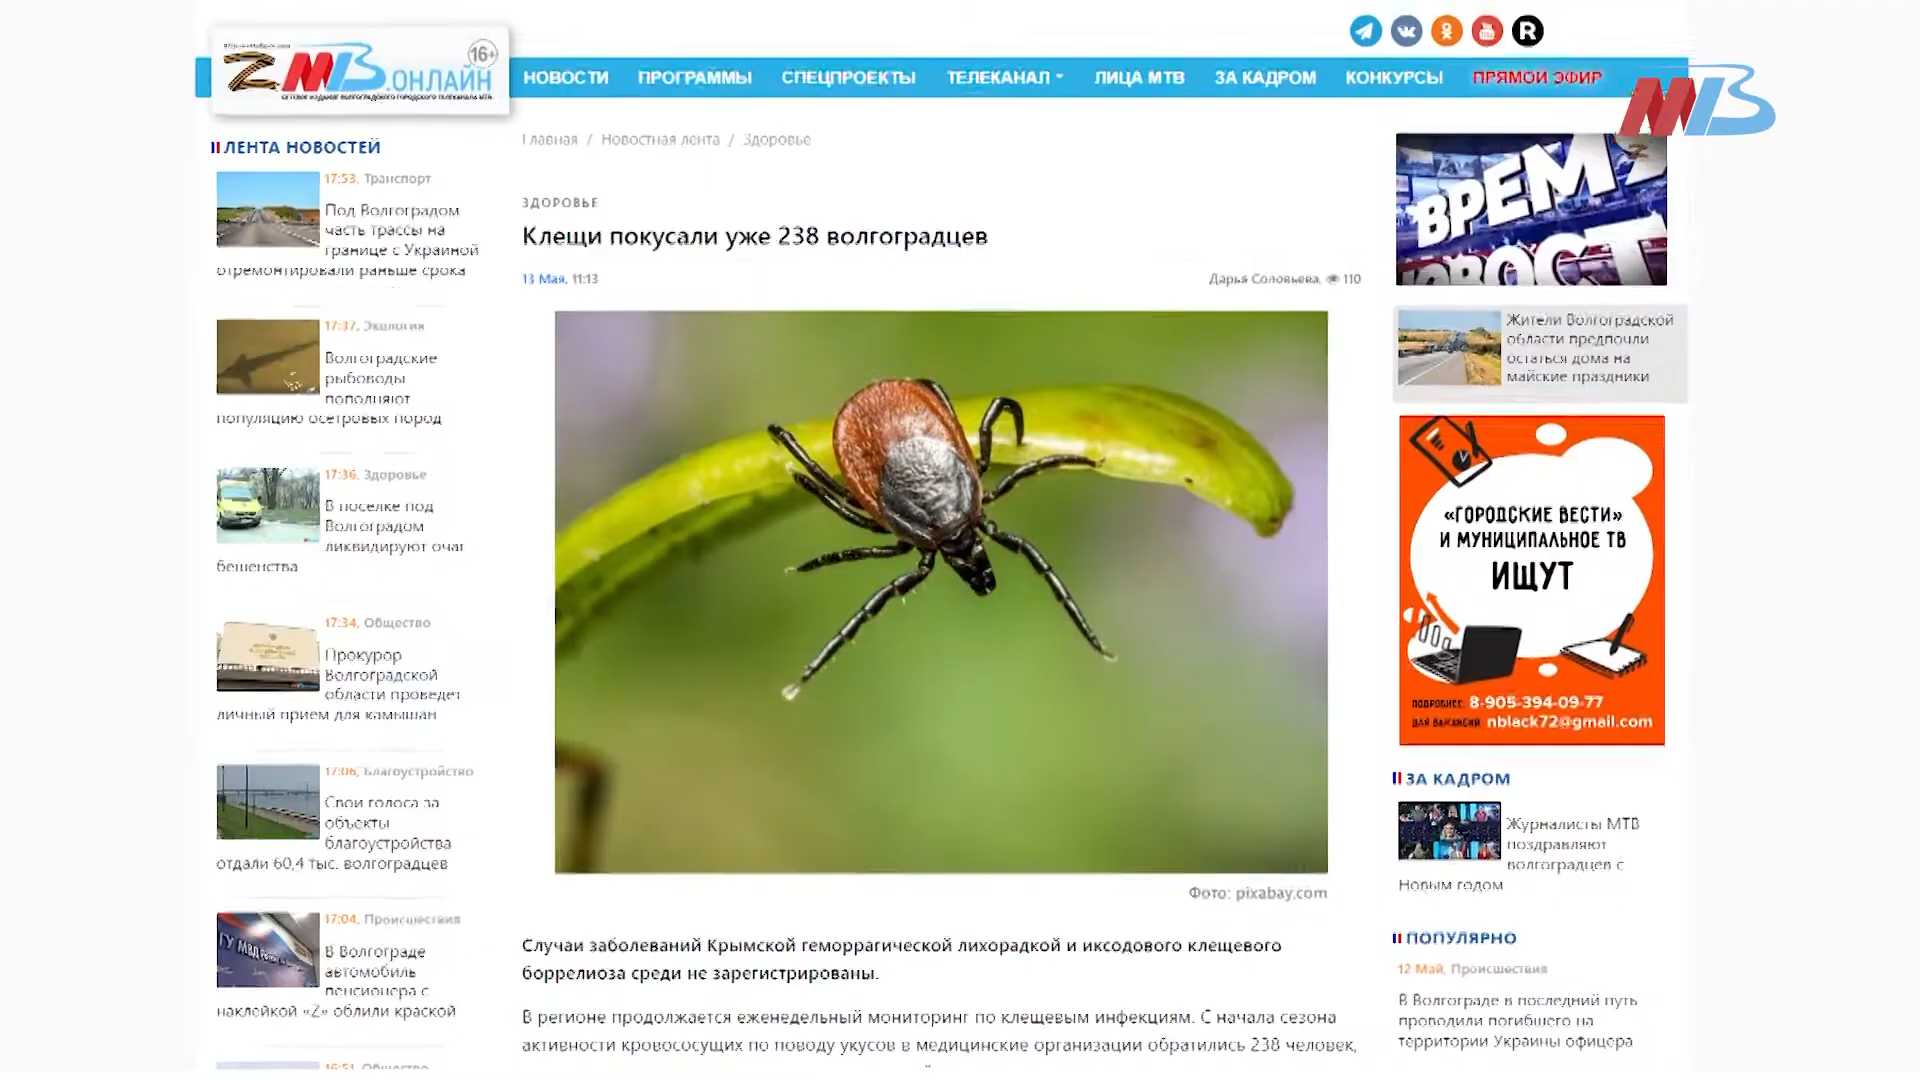 16+
МТВ.ОНЛАЙН
СЕТЕВОЕ ИЗДАНИЕ ВОЛГОГРАДСКОГО ГОРОДСКОГО ТЕЛЕКАНАЛА МТВ
НОВОСТИ ПРОГРАММЫ СПЕЦПРОЕКТЫ ТЕЛЕКАНАЛ ЛИЦА МТВ ЗА КАДРОМ КОНКУРСЫ ПРЯМОЙ ЭФИР
МТВ
ЛЕНТА НОВОСТЕЙ
17:53, Транспорт
Под Волгоградом
часть трассы на
границе с Украиной
отремонтировали раньше срока
17:37, Экология
Волгоградские
рыбоводы
пополняют
популяцию осетровых пород
17:36, Здоровье
В поселке под
Волгоградом
ликвидируют очаг
бешенства
17:34, Общество
Прокурор
Волгоградской
области проведет
личный прием для камышан
17:06, Благоустройство
Свои голоса за
объекты
благоустройства
отдали 60,4 тыс. волгоградцев
17:04, Происшествия
В Волгограде
автомобиль
пенсионера с
наклейкой «Z» облили краской
16:51, Общество
Главная / Новостная лента / Здоровье
ЗДОРОВЬЕ
Клещи покусали уже 238 волгоградцев
13 Мая, 11:13
Дарья Соловьева, 110
Фото: pixabay.com
Случаи заболеваний Крымской геморрагической лихорадкой и иксодового клещевого
боррелиоза среди не зарегистрированы.
В регионе продолжается еженедельный мониторинг по клещевым инфекциям. С начала сезона
активности кровососущих по поводу укусов в медицинские организации обратились 238 человек,
ВРЕМЯ
НОВОСТЕЙ
Жители Волгоградской
области предпочли
остаться дома на
майские праздники
«ГОРОДСКИЕ ВЕСТИ»
И МУНИЦИПАЛЬНОЕ ТВ
ИЩУТ
ПОДРОБНЕЕ: 8-905-394-09-77
ДЛЯ ВАКАНСИЙ: nblack72@gmail.com
ЗА КАДРОМ
Журналисты МТВ
поздравляют
волгоградцев с
Новым годом
ПОПУЛЯРНО
12 Май, Происшествия
В Волгограде в последний путь
проводили погибшего на
территории Украины офицера